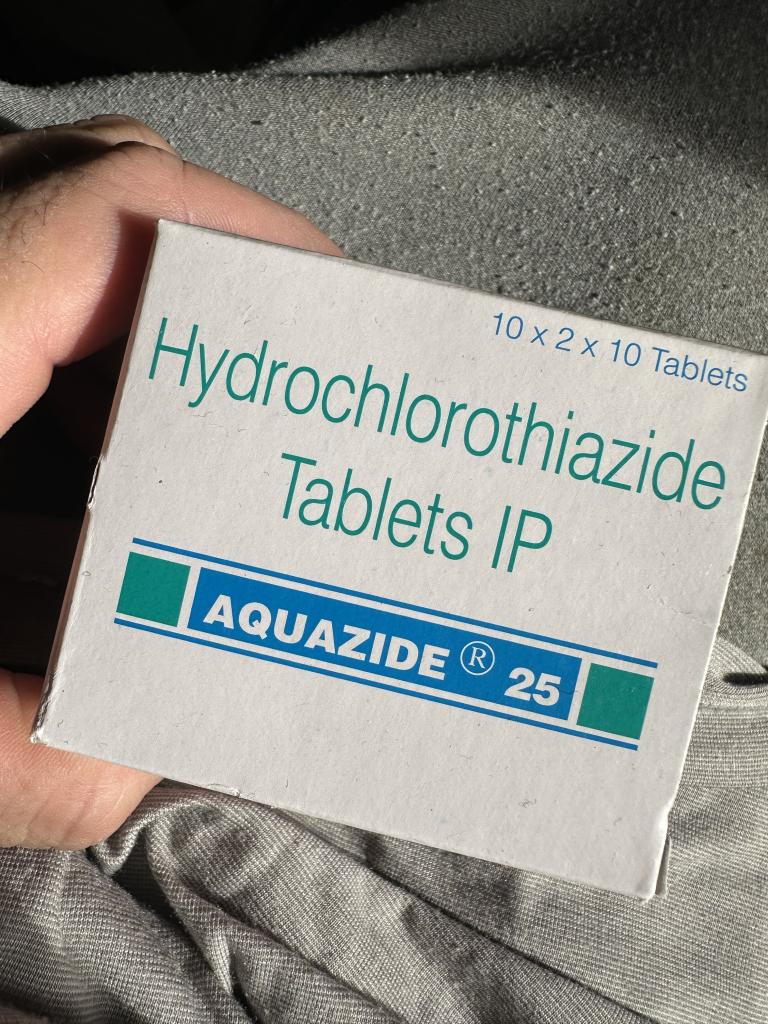 10 x 2 x 10 Tablets
Hydrochlorothiazide
Tablets IP
AQUAZIDE ® 25